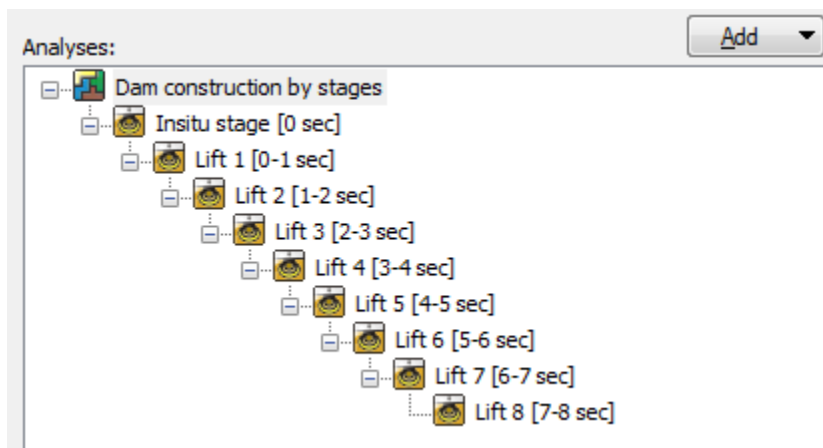 Add
Analyses:
Dam construction by stages
Insitu stage [0 sec]
Lift 1 [0-1 sec]
Lift 2 [1-2 sec]
Lift 3 [2-3 sec]
Lift 4 [3-4 sec]
Lift 5 [4-5 sec]
Lift 6 [5-6 sec]
Lift 7 [6-7 sec]
Lift 8 [7-8 sec]